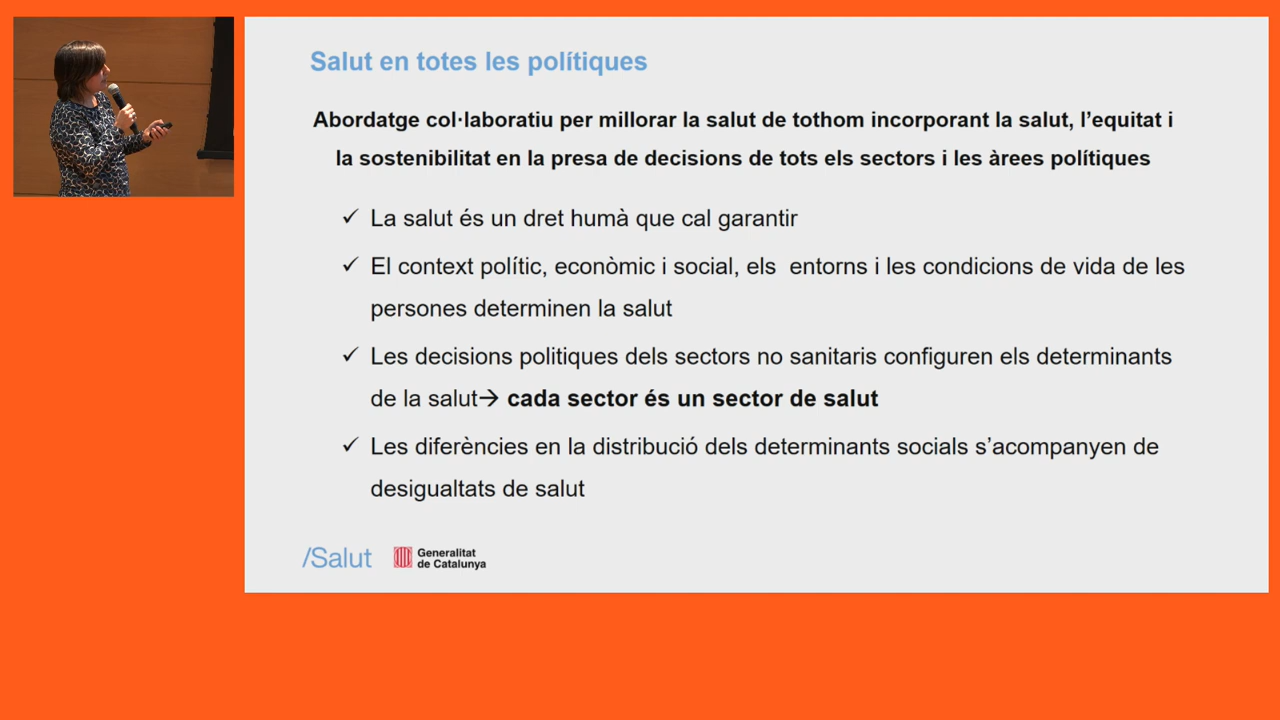 Salut en totes les polítiques
Abordatge col·laboratiu per millorar la salut de tothom incorporant la salut, l’equitat i
la sostenibilitat en la presa de decisions de tots els sectors i les àrees polítiques
✓ La salut és un dret humà que cal garantir
✓ El context polític, econòmic i social, els entorns i les condicions de vida de les
persones determinen la salut
✓ Les decisions politiques dels sectors no sanitaris configuren els determinants
de la salut→ cada sector és un sector de salut
✓ Les diferències en la distribució dels determinants socials s’acompanyen de
desigualtats de salut
/Salut
Generalitat
de Catalunya